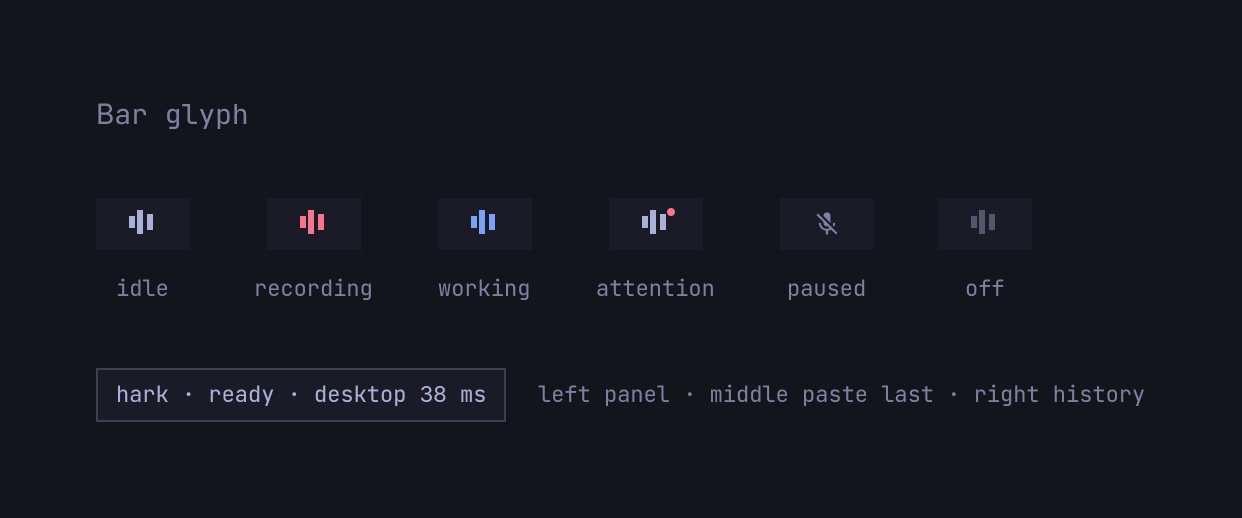 Bar glyph
idle recording working attention paused off
hark · ready · desktop 38 ms left panel · middle paste last · right history